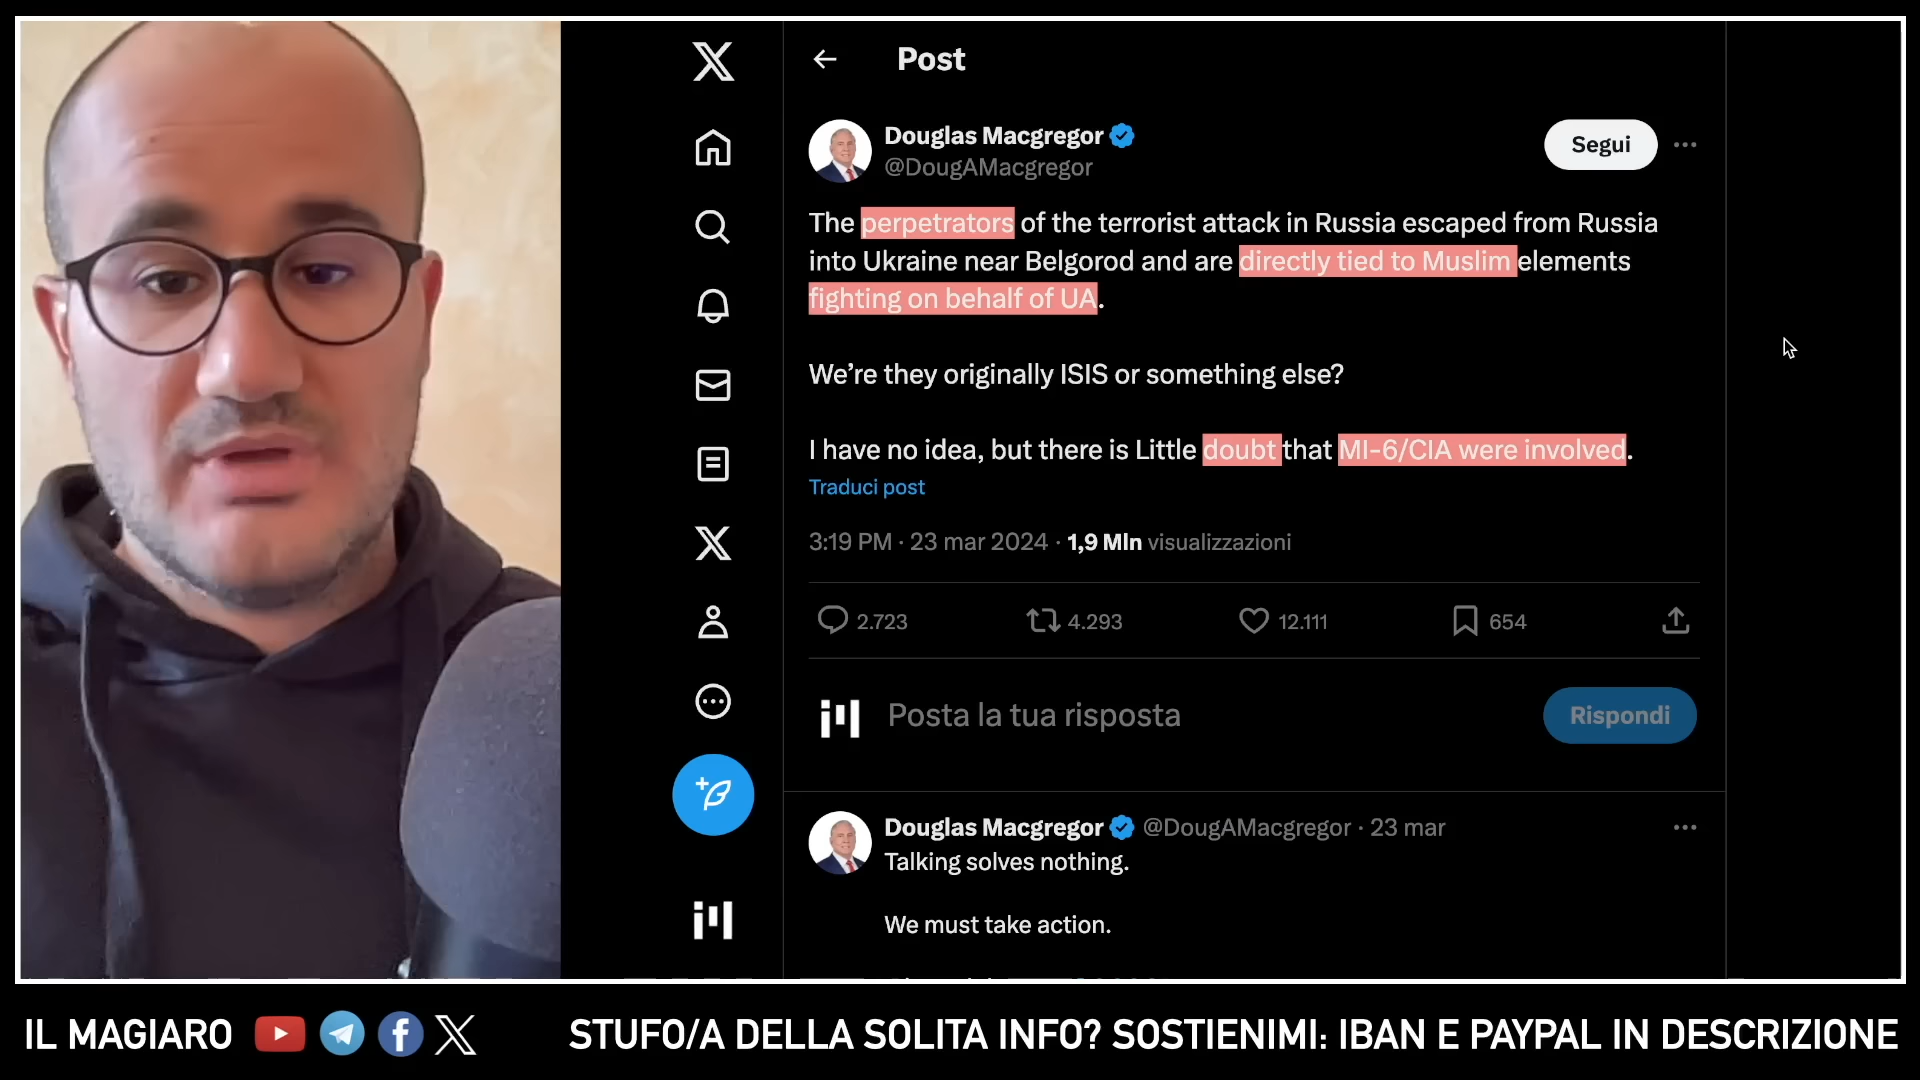 Post
Douglas Macgregor
@DougAMacgregor
Segui
The perpetrators of the terrorist attack in Russia escaped from Russia
into Ukraine near Belgorod and are directly tied to Muslim elements
fighting on behalf of UA.
We’re they originally ISIS or something else?
I have no idea, but there is Little doubt that MI-6/CIA were involved.
Traduci post
3:19 PM · 23 mar 2024 · 1,9 Mln visualizzazioni
2.723 4.293 12.111 654
Posta la tua risposta
Rispondi
Douglas Macgregor @DougAMacgregor · 23 mar
Talking solves nothing.
We must take action.
IL MAGIARO
STUFO/A DELLA SOLITA INFO? SOSTIENIMI: IBAN E PAYPAL IN DESCRIZIONE